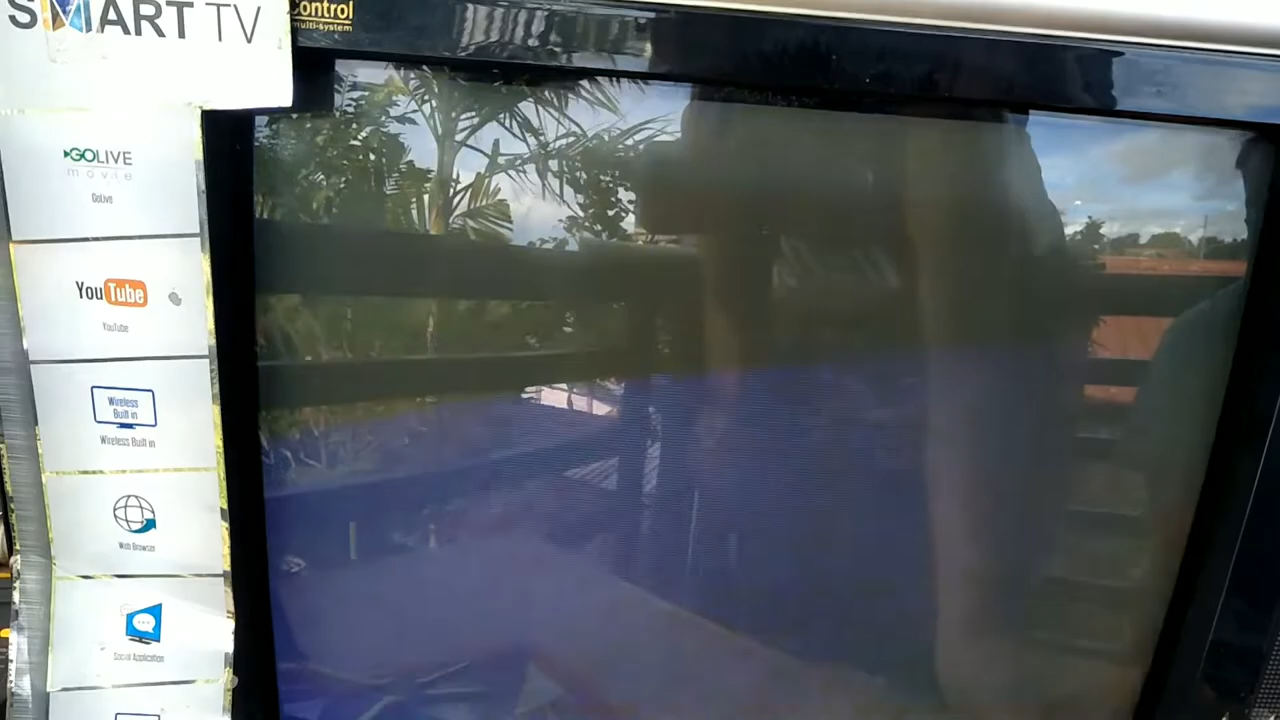 SMART TV
Control
multi-system
GOLIVE
movie
GoLive
YouTube
YouTube
Wireless
Built in
Wireless Built in
Web Browser
Social Application